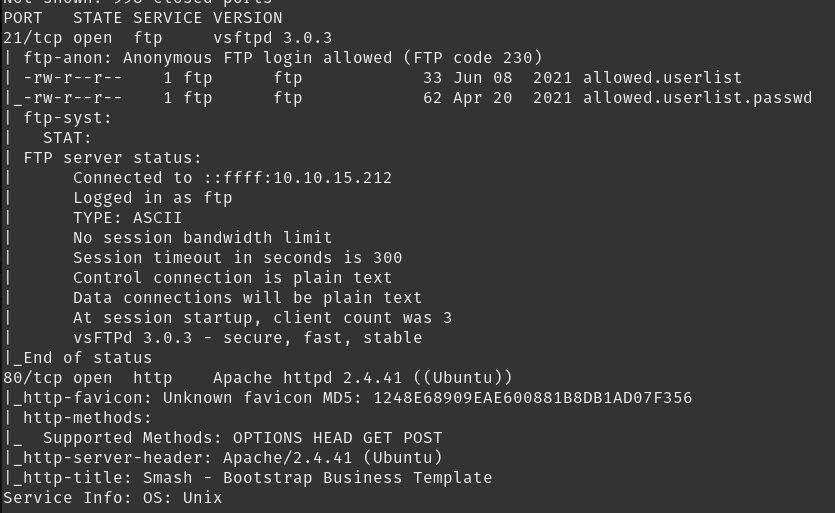 Not shown: 998 closed ports
PORT   STATE SERVICE VERSION
21/tcp open  ftp     vsftpd 3.0.3
| ftp-anon: Anonymous FTP login allowed (FTP code 230)
| -rw-r--r--    1 ftp      ftp            33 Jun 08  2021 allowed.userlist
|_-rw-r--r--    1 ftp      ftp            62 Apr 20  2021 allowed.userlist.passwd
| ftp-syst:
|   STAT:
| FTP server status:
|      Connected to ::ffff:10.10.15.212
|      Logged in as ftp
|      TYPE: ASCII
|      No session bandwidth limit
|      Session timeout in seconds is 300
|      Control connection is plain text
|      Data connections will be plain text
|      At session startup, client count was 3
|      vsFTPd 3.0.3 - secure, fast, stable
|_End of status
80/tcp open  http    Apache httpd 2.4.41 ((Ubuntu))
|_http-favicon: Unknown favicon MD5: 1248E68909EAE600881B8DB1AD07F356
| http-methods:
|_  Supported Methods: OPTIONS HEAD GET POST
|_http-server-header: Apache/2.4.41 (Ubuntu)
|_http-title: Smash - Bootstrap Business Template
Service Info: OS: Unix